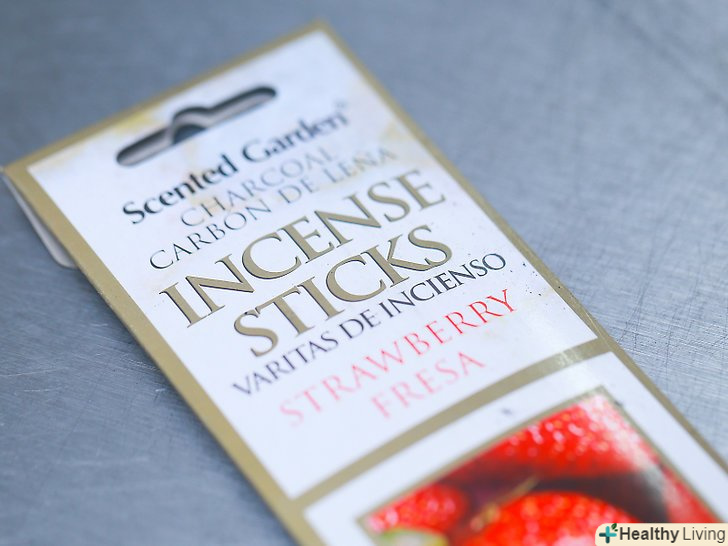 Scented Garden®
CHARCOAL
CARBON DE LENA
INCENSE
STICKS
VARITAS DE INCIENSO
STRAWBERRY
FRESA
Healthy Living